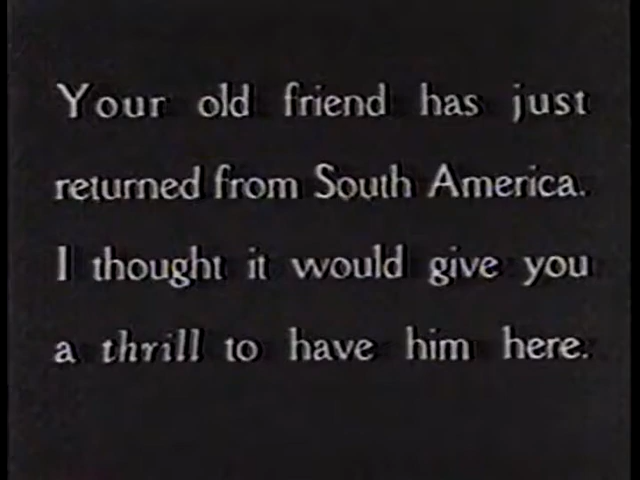 Your old friend has just
returned from South America.
I thought it would give you
a thrill to have him here.